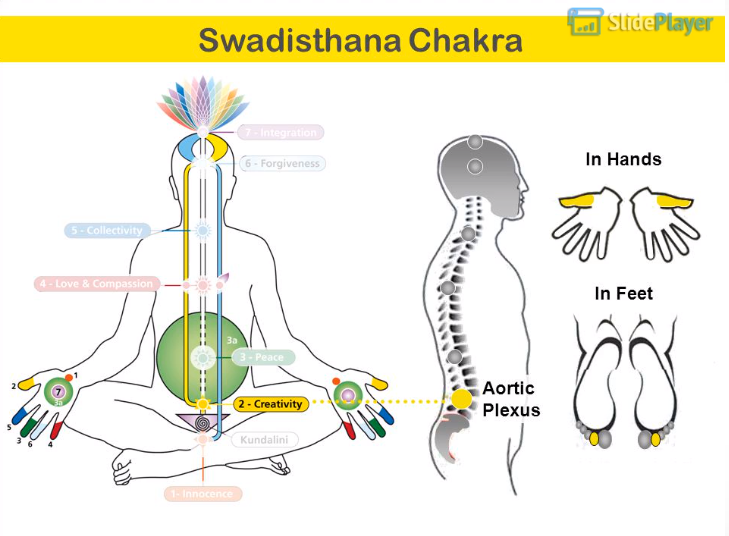 SlidePlayer
Swadisthana Chakra
7 - Integration
6 - Forgiveness
5 - Collectivity
4 - Love & Compassion
3a
3 - Peace
2 - Creativity
Kundalini
1- Innocence
1
2
7
3a
5
3
6
4
Aortic
Plexus
In Hands
In Feet